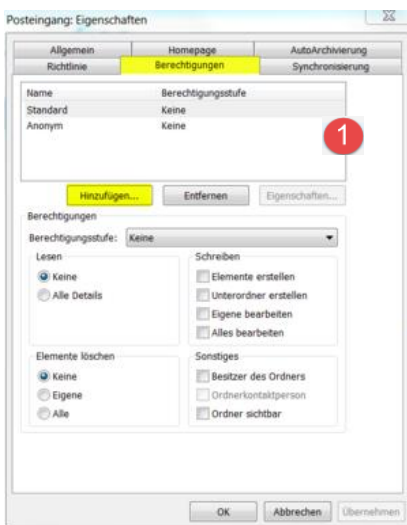 Posteingang: Eigenschaften
Allgemein Homepage AutoArchivierung
Richtlinie Berechtigungen Synchronisierung
Name Berechtigungsstufe
Standard Keine
Anonym Keine
1
Hinzufügen... Entfernen Eigenschaften...
Berechtigungen
Berechtigungsstufe: Keine
Lesen Schreiben
Keine Elemente erstellen
Alle Details Unterordner erstellen
Eigene bearbeiten
Alles bearbeiten
Elemente löschen Sonstiges
Keine Besitzer des Ordners
Eigene Ordnerkontaktperson
Alle Ordner sichtbar
OK Abbrechen Übernehmen